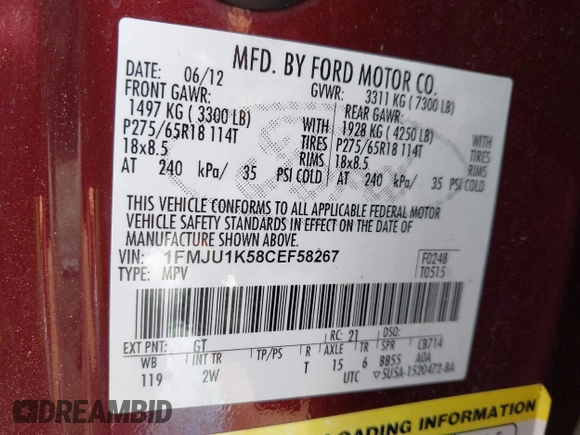 MFD. BY FORD MOTOR CO.
DATE: 06/12 GVWR: 3311 KG ( 7300 LB)
FRONT GAWR: REAR GAWR:
1497 KG ( 3300 LB) WITH 1928 KG ( 4250 LB) WITH
P275/65R18 114T TIRES P275/65R18 114T TIRES
18x8.5 RIMS 18x8.5 RIMS
AT 240 kPa/ 35 PSI COLD AT 240 kPa/ 35 PSI COLD
THIS VEHICLE CONFORMS TO ALL APPLICABLE FEDERAL MOTOR
VEHICLE SAFETY STANDARDS IN EFFECT ON THE DATE OF
MANUFACTURE SHOWN ABOVE.
VIN: 1FMJU1K58CEF58267 F0248
TYPE: MPV T0515
EXT PNT: GT RC: 21 DSO:
WB INT TR TP/PS R AXLE TR SPR CB714
119 2W T 15 6 BB55 A0A
UTC 5U5A-1520472-BA
LOADING INFORMATION
DREAMBID